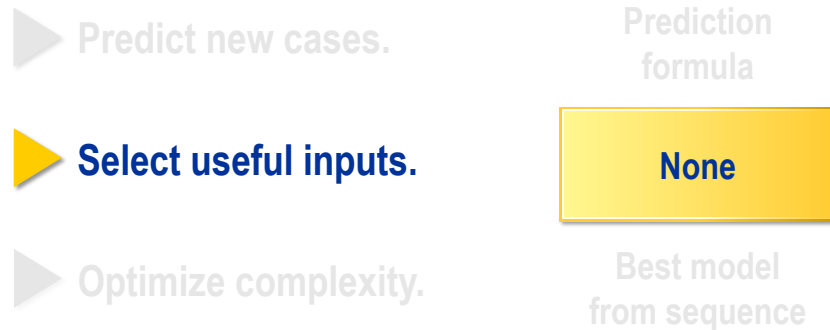 Predict new cases.
Prediction
formula
Select useful inputs.
None
Optimize complexity.
Best model
from sequence